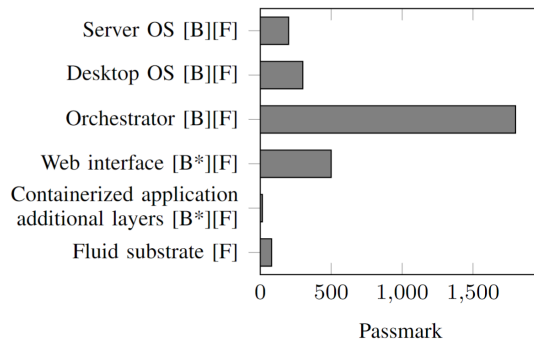 Server OS [B][F]
Desktop OS [B][F]
Orchestrator [B][F]
Web interface [B*][F]
Containerized application
additional layers [B*][F]
Fluid substrate [F]
0 500 1,000 1,500
Passmark